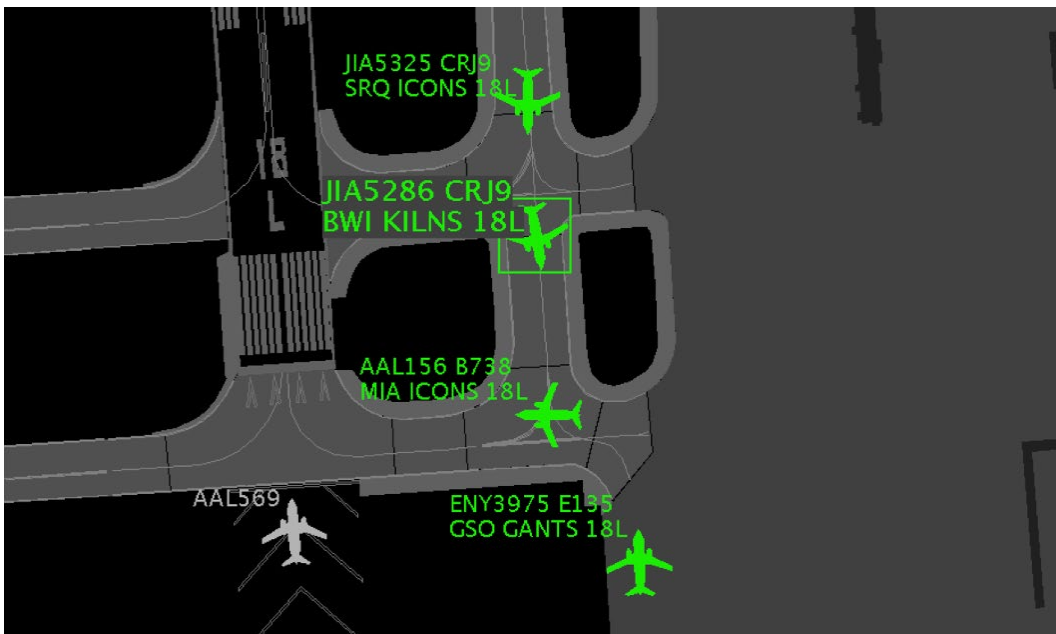 JIA5325 CRJ9
SRQ ICONS 18L
18
L
JIA5286 CRJ9
BWI KILNS 18L
AAL156 B738
MIA ICONS 18L
AAL569
ENY3975 E135
GSO GANTS 18L